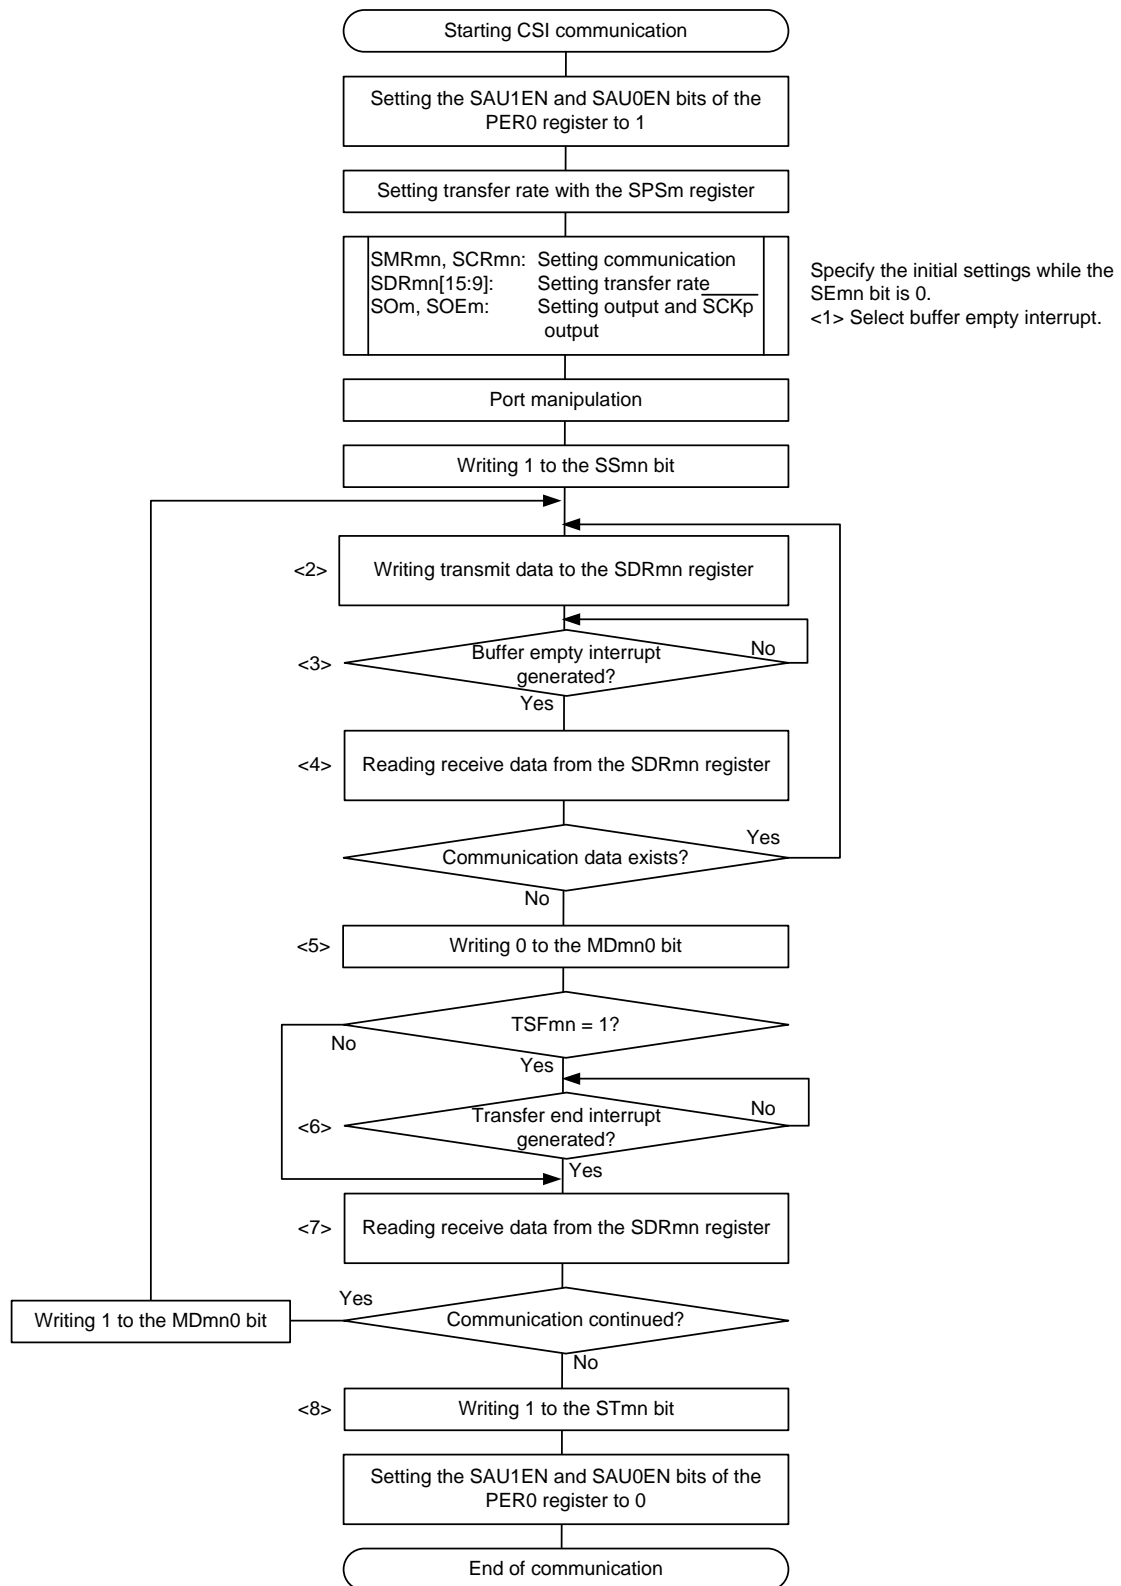 Starting CSI communication
Setting the SAU1EN and SAU0EN bits of the
PER0 register to 1
Setting transfer rate with the SPSm register
SMRmn, SCRmn: Setting communication
SDRmn[15:9]: Setting transfer rate
SOm, SOEm: Setting output and SCKp
output
Specify the initial settings while the
SEmn bit is 0.
<1> Select buffer empty interrupt.
Port manipulation
Writing 1 to the SSmn bit
<2> Writing transmit data to the SDRmn register
<3> Buffer empty interrupt
generated?
No
Yes
<4> Reading receive data from the SDRmn register
Communication data exists?
Yes
No
<5> Writing 0 to the MDmn0 bit
TSFmn = 1?
No
Yes
<6> Transfer end interrupt
generated?
No
Yes
<7> Reading receive data from the SDRmn register
Communication continued?
Yes
Writing 1 to the MDmn0 bit
No
<8> Writing 1 to the STmn bit
Setting the SAU1EN and SAU0EN bits of the
PER0 register to 0
End of communication